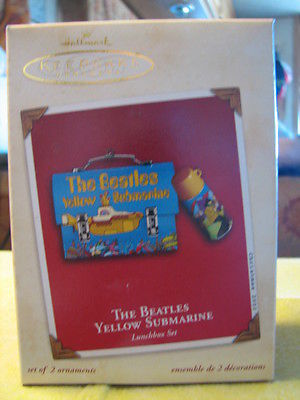 Hallmark
KEEPSAKE
The Beatles
Yellow Submarine
THE BEATLES
YELLOW SUBMARINE
Lunchbox Set
set of 2 ornaments
ensemble de 2 décorations